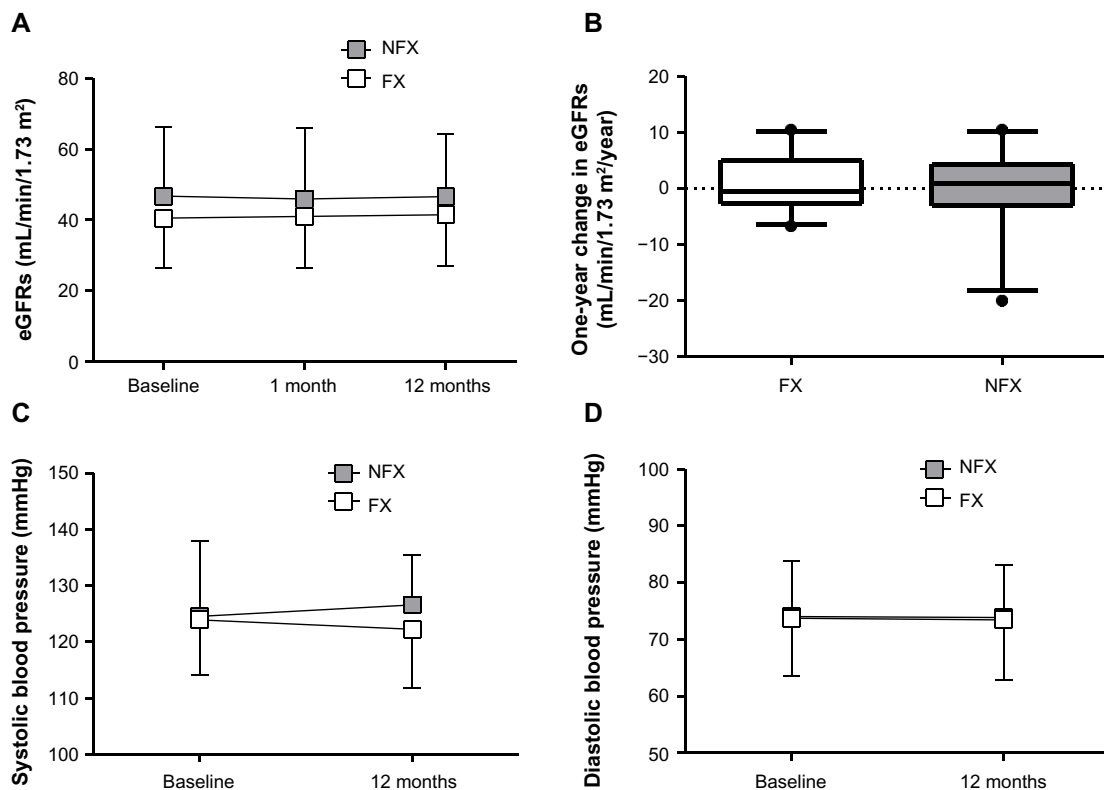 A
NFX
FX
eGFRs (mL/min/1.73 m²)
80
60
40
20
0
Baseline 1 month 12 months
B
One-year change in eGFRs
(mL/min/1.73 m²/year)
20
10
0
−10
−20
−30
FX NFX
C
NFX
FX
Systolic blood pressure (mmHg)
150
140
130
120
110
100
Baseline 12 months
D
NFX
FX
Diastolic blood pressure (mmHg)
100
90
80
70
60
50
Baseline 12 months